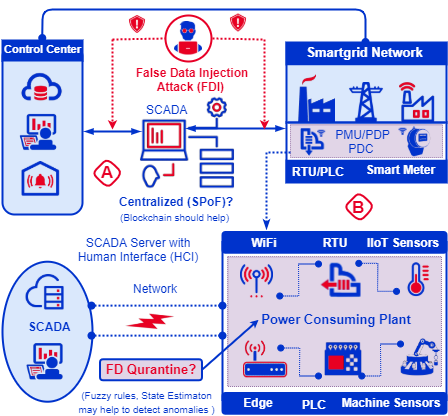 Control Center
Smartgrid Network
False Data Injection
Attack (FDI)
SCADA
PMU/PDP
PDC
RTU/PLC
Smart Meter
A
Centralized (SPoF)?
(Blockchain should help)
B
SCADA Server with
Human Interface (HCI)
WiFi
RTU
IIoT Sensors
Network
SCADA
Power Consuming Plant
FD Qurantine?
(Fuzzy rules, State Estimaton
may help to detect anomalies )
Edge
PLC
Machine Sensors